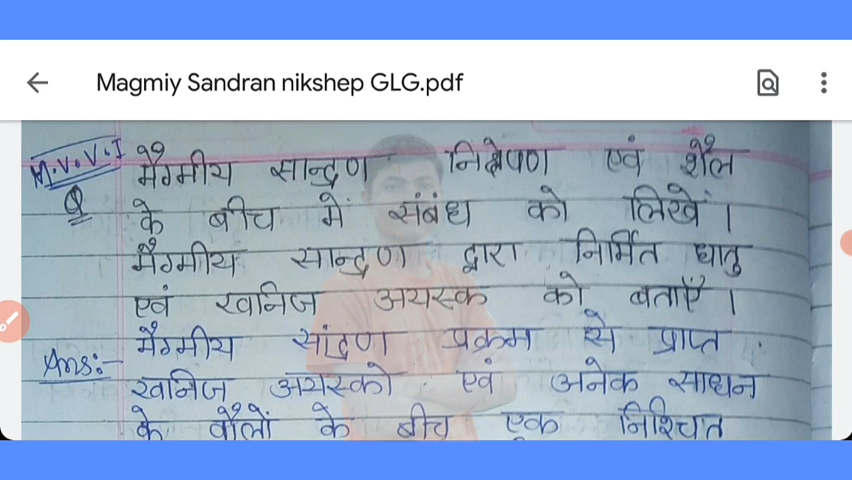 Magmiy Sandran nikshep GLG.pdf
M.V.V.I
Q
मैग्मीय सान्द्रण निक्षेपण एवं शैल
के बीच में संबंध को लिखें।
मैग्मीय सान्द्रण द्वारा निर्मित धातु
एवं खनिज अयस्क को बताएँ।
Ans:- मैग्मीय सांद्रण प्रक्रम से प्राप्त
खनिज अयस्को एवं अनेक साधन
के शैलों के बीच एक निश्चित